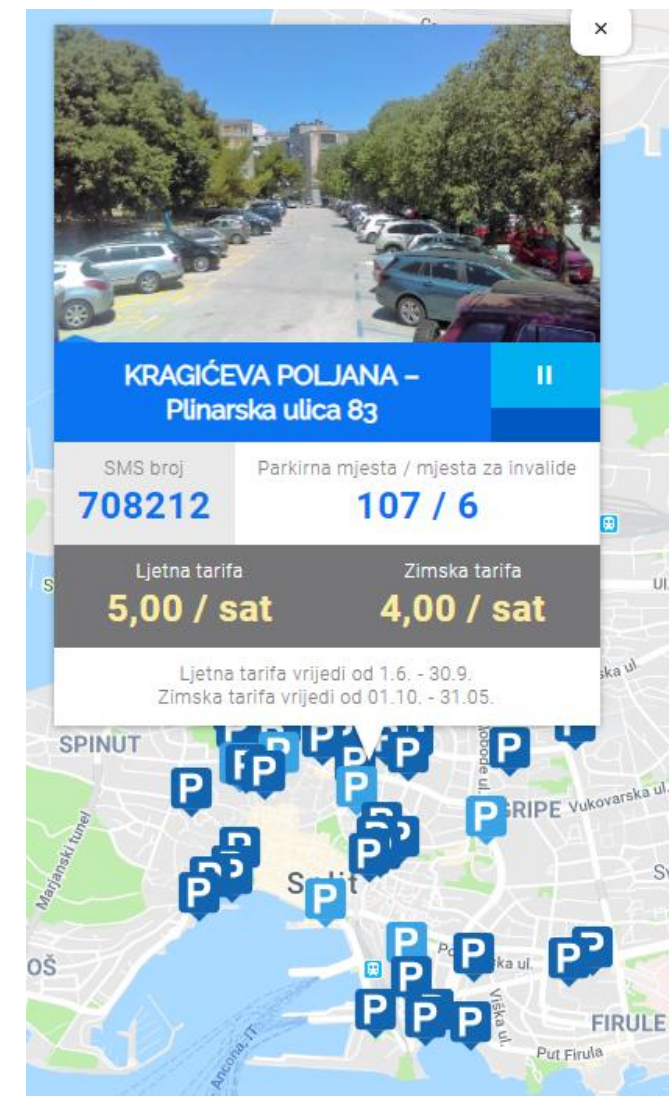 ×
KRAGIĆEVA POLJANA –
Plinarska ulica 83
II
SMS broj
708212
Parkirna mjesta / mjesta za invalide
107 / 6
Ljetna tarifa
5,00 / sat
Zimska tarifa
4,00 / sat
Ljetna tarifa vrijedi od 1.6. - 30.9.
Zimska tarifa vrijedi od 01.10. - 31.05.
SPINUT
P
GRIPE
Vukovarska ul.
Marjanski tunel
Split
Viška ul.
FIRULE
Put Firula
Ancona, IT